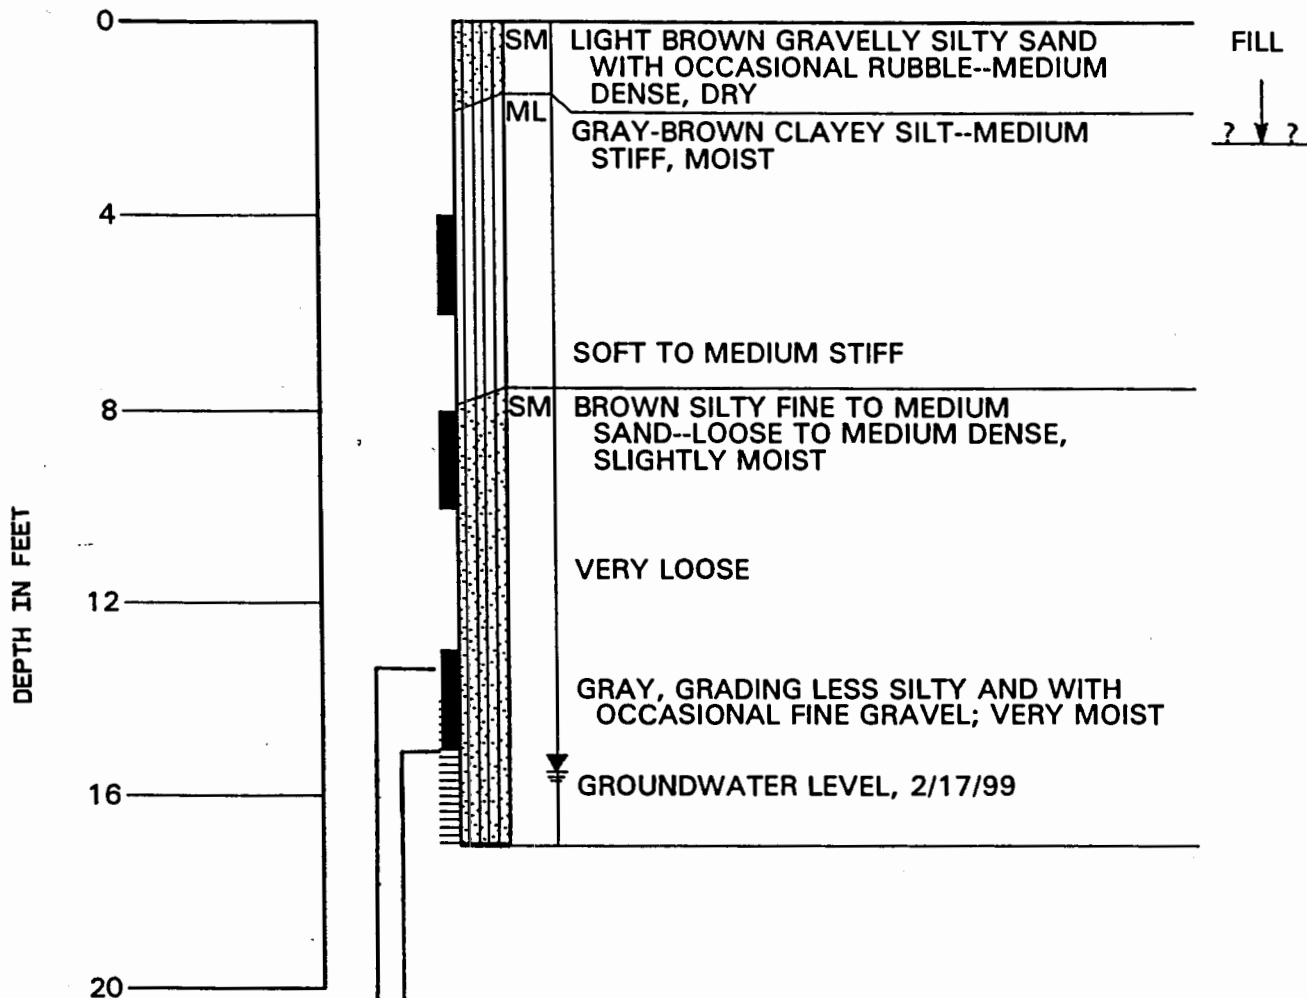 0
SM
LIGHT BROWN GRAVELLY SILTY SAND
WITH OCCASIONAL RUBBLE--MEDIUM
DENSE, DRY
FILL
ML
GRAY-BROWN CLAYEY SILT--MEDIUM
STIFF, MOIST
? ?
4
SOFT TO MEDIUM STIFF
8
SM
BROWN SILTY FINE TO MEDIUM
SAND--LOOSE TO MEDIUM DENSE,
SLIGHTLY MOIST
DEPTH IN FEET
VERY LOOSE
12
GRAY, GRADING LESS SILTY AND WITH
OCCASIONAL FINE GRAVEL; VERY MOIST
16
GROUNDWATER LEVEL, 2/17/99
20